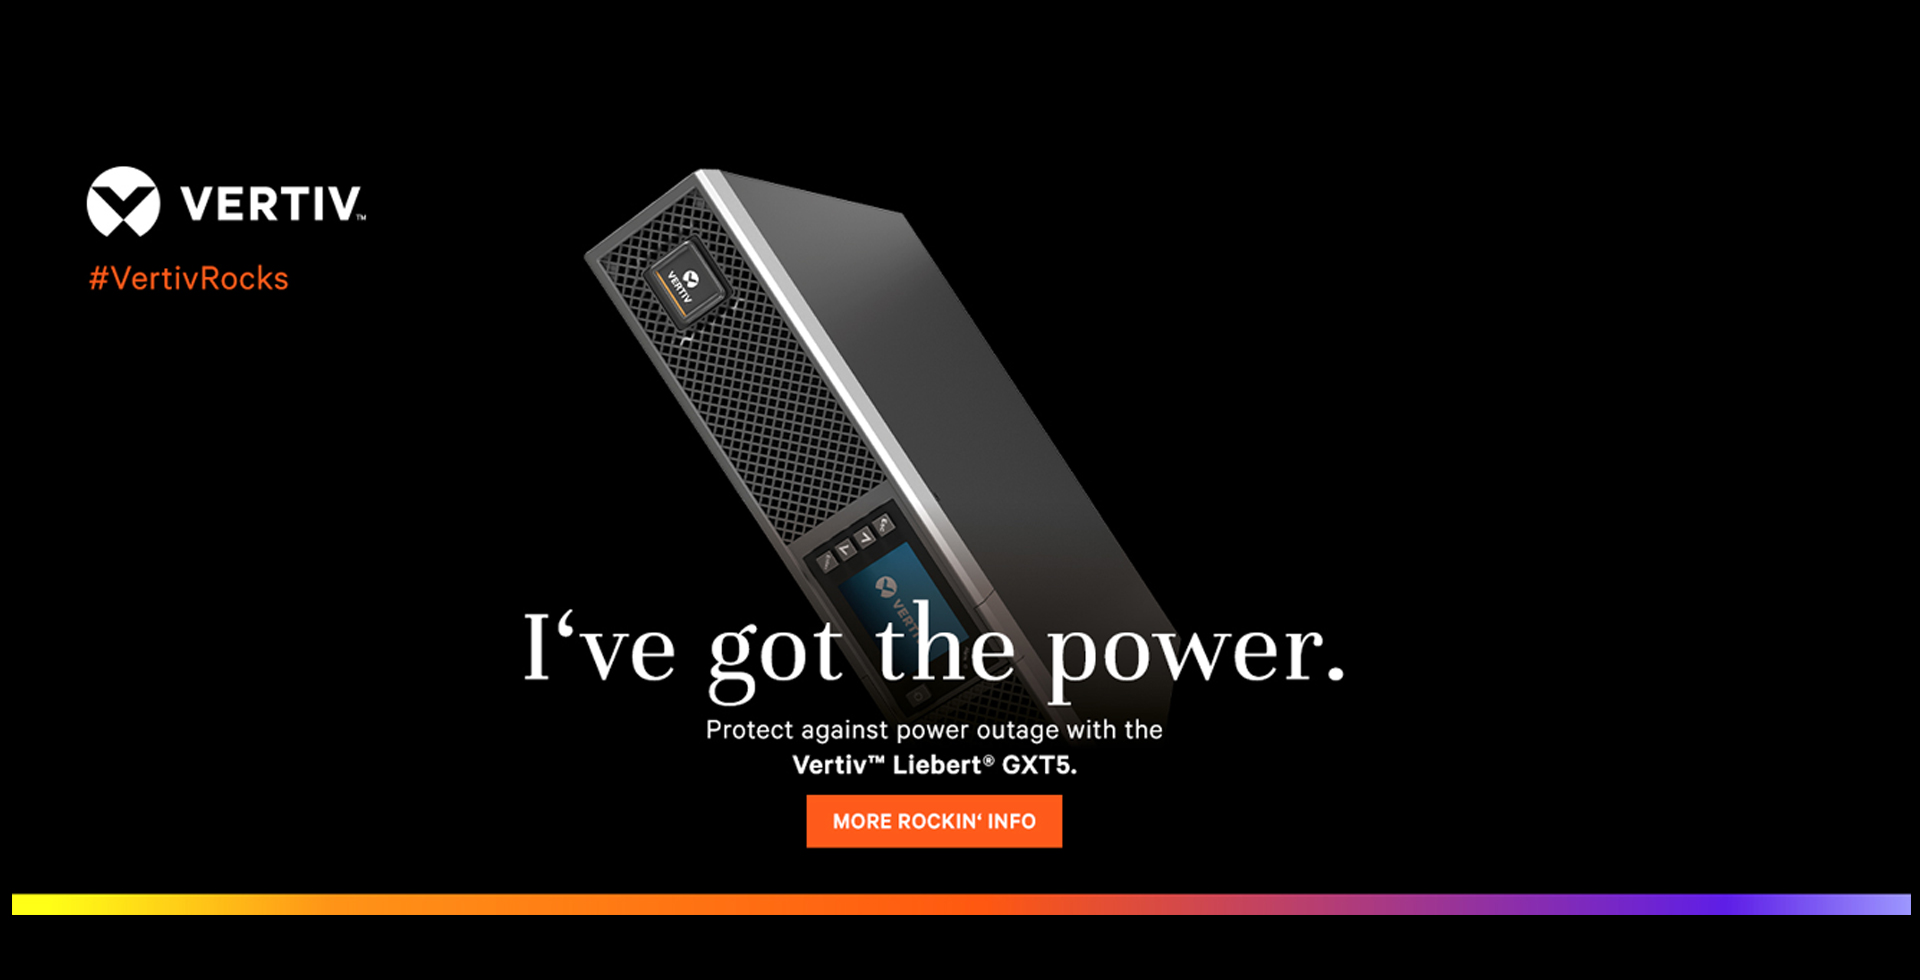 VERTIV™
#VertivRocks
VERTIV
VERTIV
I‘ve got the power.
Protect against power outage with the
Vertiv™ Liebert® GXT5.
MORE ROCKIN‘ INFO